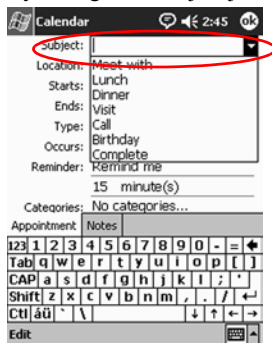 Calendar 2:45 ok
Subject:
Location: Meet with
Lunch
Starts: Dinner
Ends: Visit
Type: Call
Occurs: Birthday
Complete
Reminder: Remind me
15 minute(s)
Categories: No categories...
Appointment Notes
123 1 2 3 4 5 6 7 8 9 0 - =
Tab q w e r t y u i o p [ ]
CAP a s d f g h j k l ; '
Shift z x c v b n m , . /
Ctl áü ` \
Edit